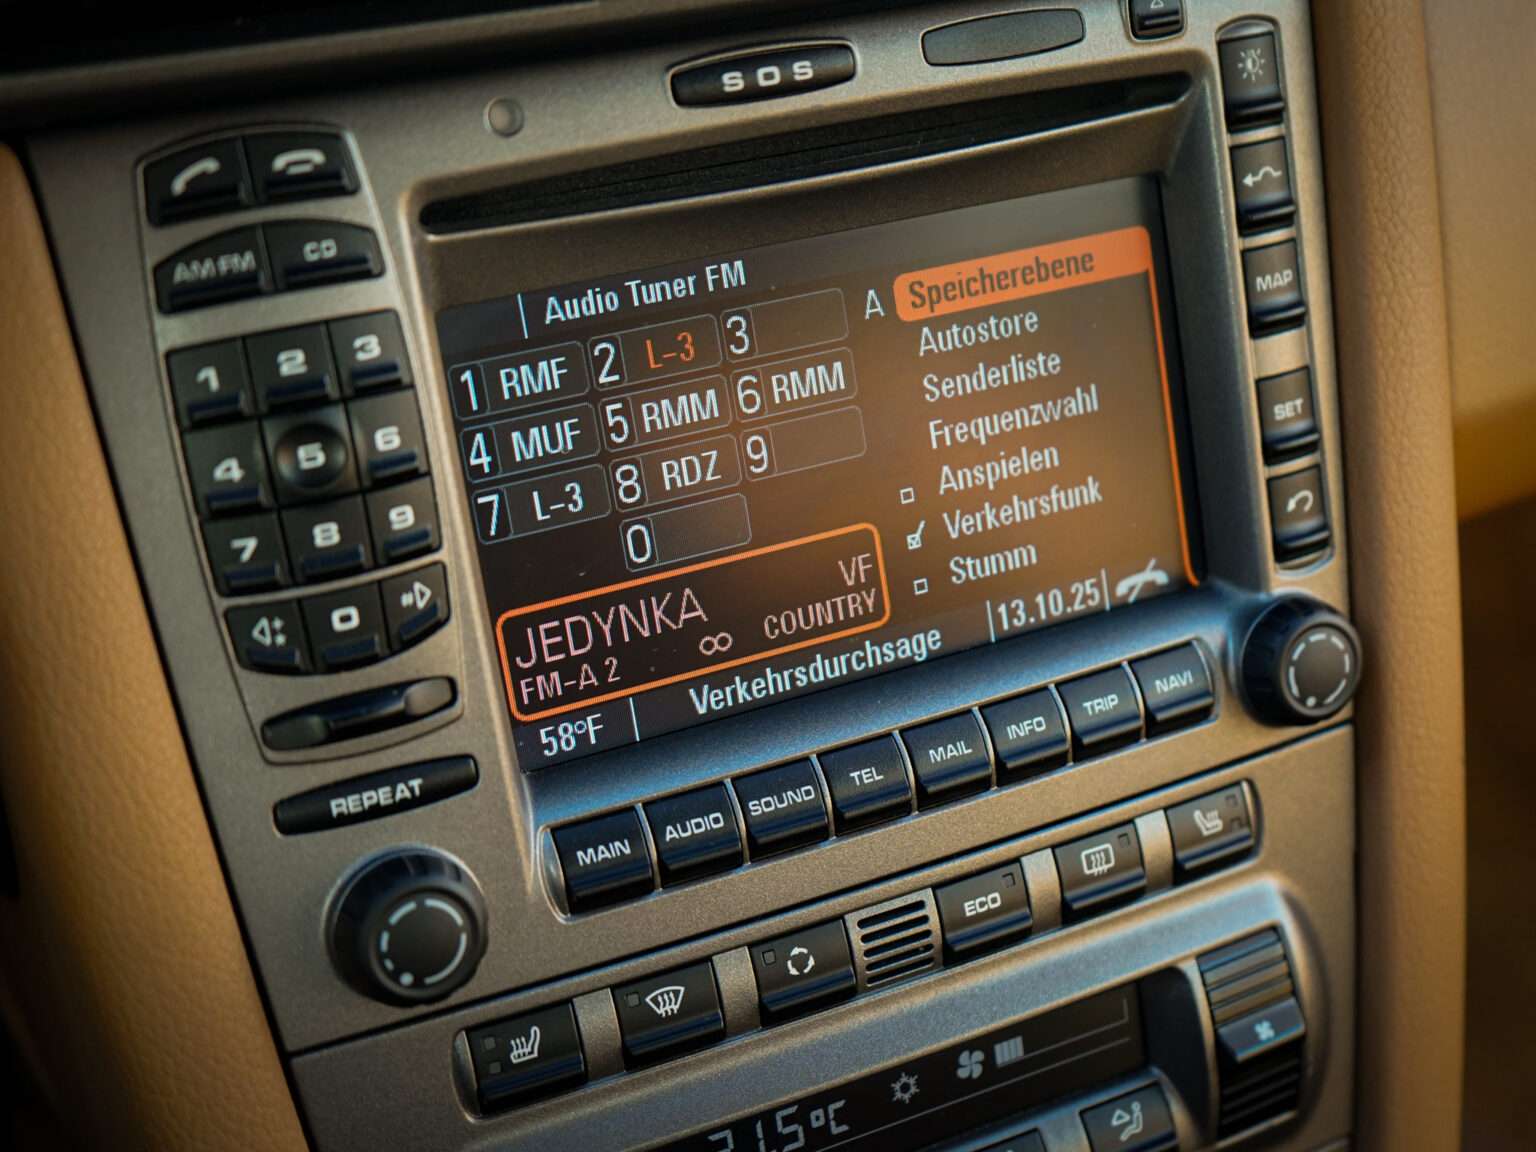 SOS
AM FM
CD
1
2
3
4
5
6
7
8
9
0
REPEAT
Audio Tuner FM
1 RMF
2 L-3
3
4 MUF
5 RMM
6 RMM
7 L-3
8 RDZ
9
0
A
Speicherebene
Autostore
Senderliste
Frequenzwahl
Anspielen
Verkehrsfunk
Stumm
JEDYNKA
VF
FM-A 2
∞
COUNTRY
58°F
Verkehrsdurchsage
13.10.25
MAP
SET
MAIN
AUDIO
SOUND
TEL
MAIL
INFO
TRIP
NAVI
ECO
°C